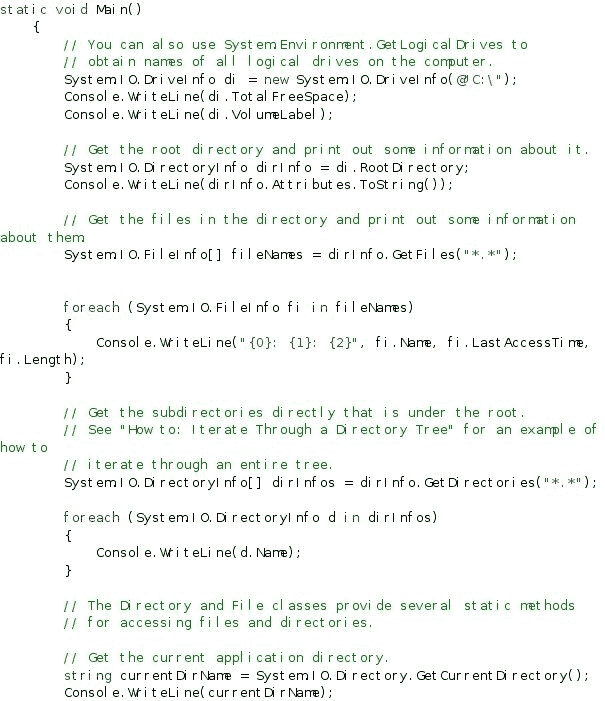 static void Main()
{
// You can also use System.Environment.GetLogicalDrives to
// obtain names of all logical drives on the computer.
System.IO.DriveInfo di = new System.IO.DriveInfo(@"C:\");
Console.WriteLine(di.TotalFreeSpace);
Console.WriteLine(di.VolumeLabel);
// Get the root directory and print out some information about it.
System.IO.DirectoryInfo dirInfo = di.RootDirectory;
Console.WriteLine(dirInfo.Attributes.ToString());
// Get the files in the directory and print out some information
about them.
System.IO.FileInfo[] fileNames = dirInfo.GetFiles("*.*");
foreach (System.IO.FileInfo fi in fileNames)
{
Console.WriteLine("{0}: {1}: {2}", fi.Name, fi.LastAccessTime,
fi.Length);
}
// Get the subdirectories directly that is under the root.
// See "How to: Iterate Through a Directory Tree" for an example of
how to
// iterate through an entire tree.
System.IO.DirectoryInfo[] dirInfos = dirInfo.GetDirectories("*.*");
foreach (System.IO.DirectoryInfo d in dirInfos)
{
Console.WriteLine(d.Name);
}
// The Directory and File classes provide several static methods
// for accessing files and directories.
// Get the current application directory.
string currentDirName = System.IO.Directory.GetCurrentDirectory();
Console.WriteLine(currentDirName);